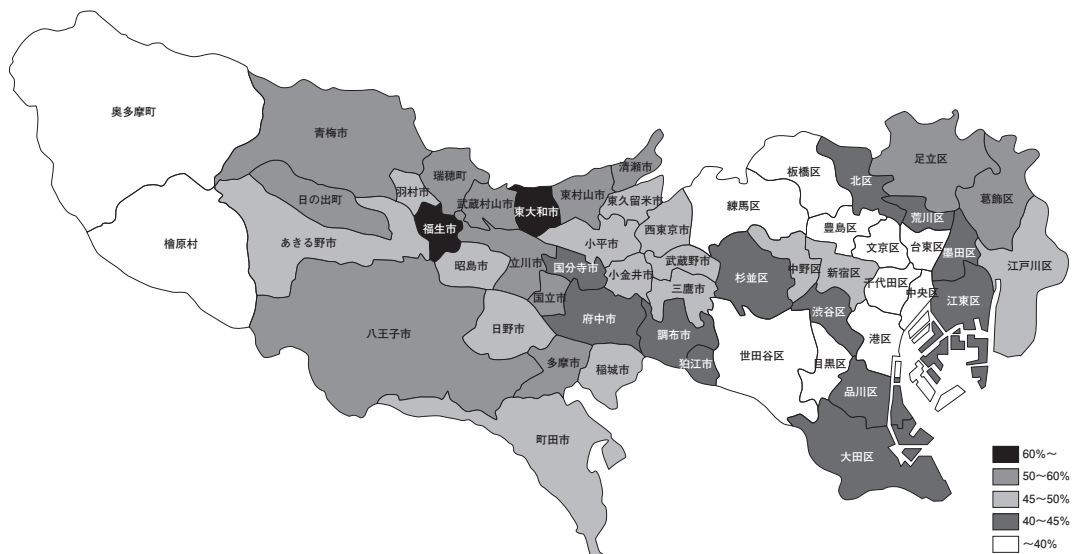 奥多摩町
檜原村
青梅市
日の出町
あきる野市
八王子市
羽村市
瑞穂町
福生市
武蔵村山市
東大和市
昭島市
立川市
国立市
日野市
多摩市
町田市
稲城市
東村山市
清瀬市
東久留米市
小平市
国分寺市
小金井市
府中市
西東京市
武蔵野市
三鷹市
調布市
狛江市
練馬区
板橋区
北区
足立区
葛飾区
荒川区
豊島区
文京区
台東区
墨田区
江戸川区
杉並区
中野区
新宿区
千代田区
中央区
江東区
渋谷区
港区
世田谷区
目黒区
品川区
大田区
60%〜
50〜60%
45〜50%
40〜45%
〜40%